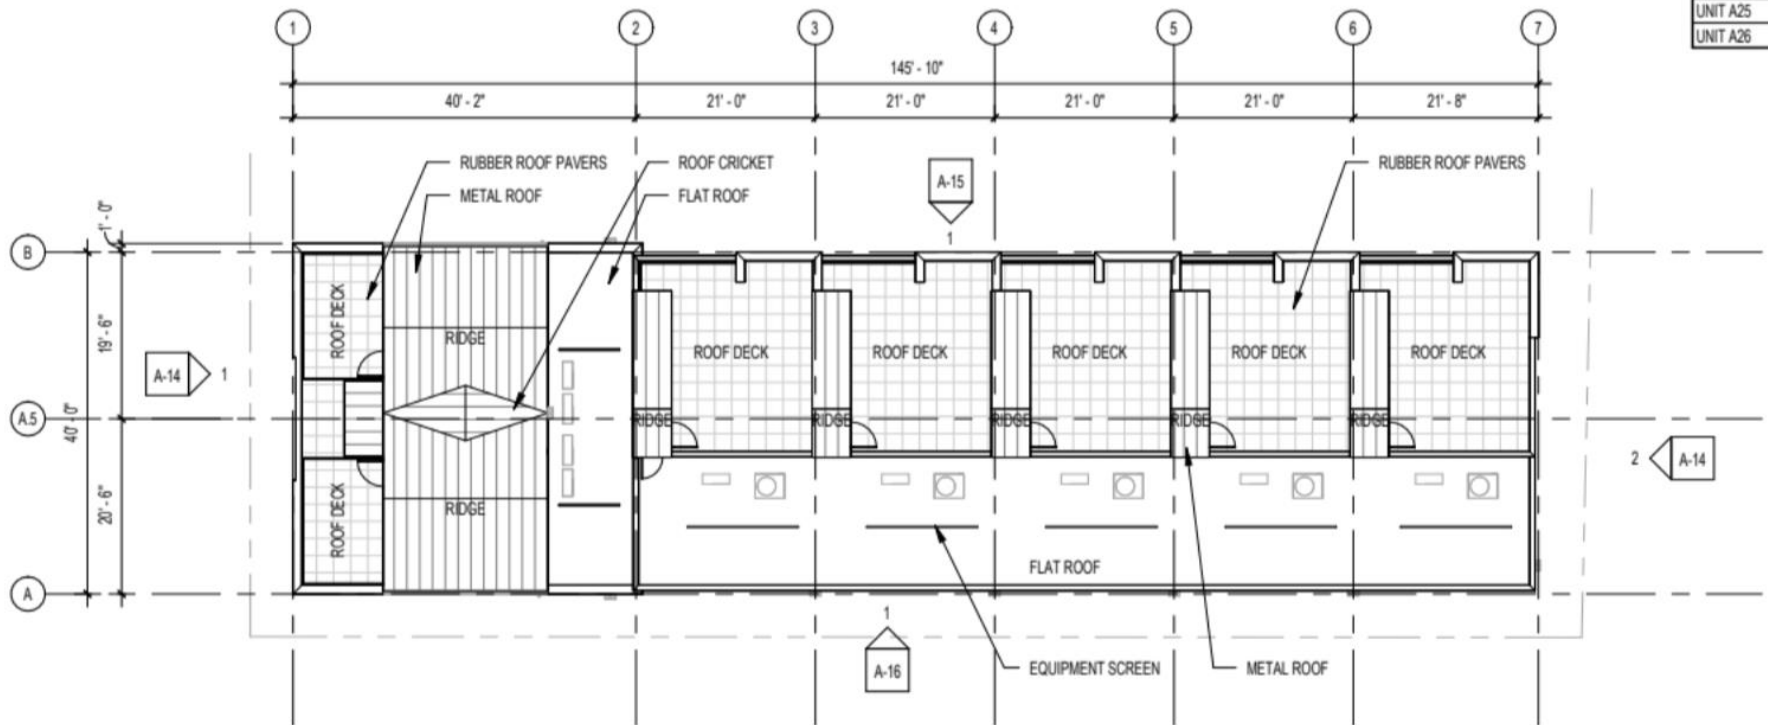 UNIT A25
UNIT A26
1
2
3
4
5
6
7
145' - 10"
40' - 2"
21' - 0"
21' - 0"
21' - 0"
21' - 0"
21' - 8"
RUBBER ROOF PAVERS
METAL ROOF
ROOF CRICKET
FLAT ROOF
A-15
1
RUBBER ROOF PAVERS
1' - 0"
B
19' - 6"
A-14
1
A.5
40' - 0"
20' - 6"
A
ROOF DECK
RIDGE
ROOF DECK
RIDGE
ROOF DECK
ROOF DECK
ROOF DECK
ROOF DECK
ROOF DECK
RIDGE
RIDGE
RIDGE
RIDGE
RIDGE
2
A-14
FLAT ROOF
1
A-16
EQUIPMENT SCREEN
METAL ROOF